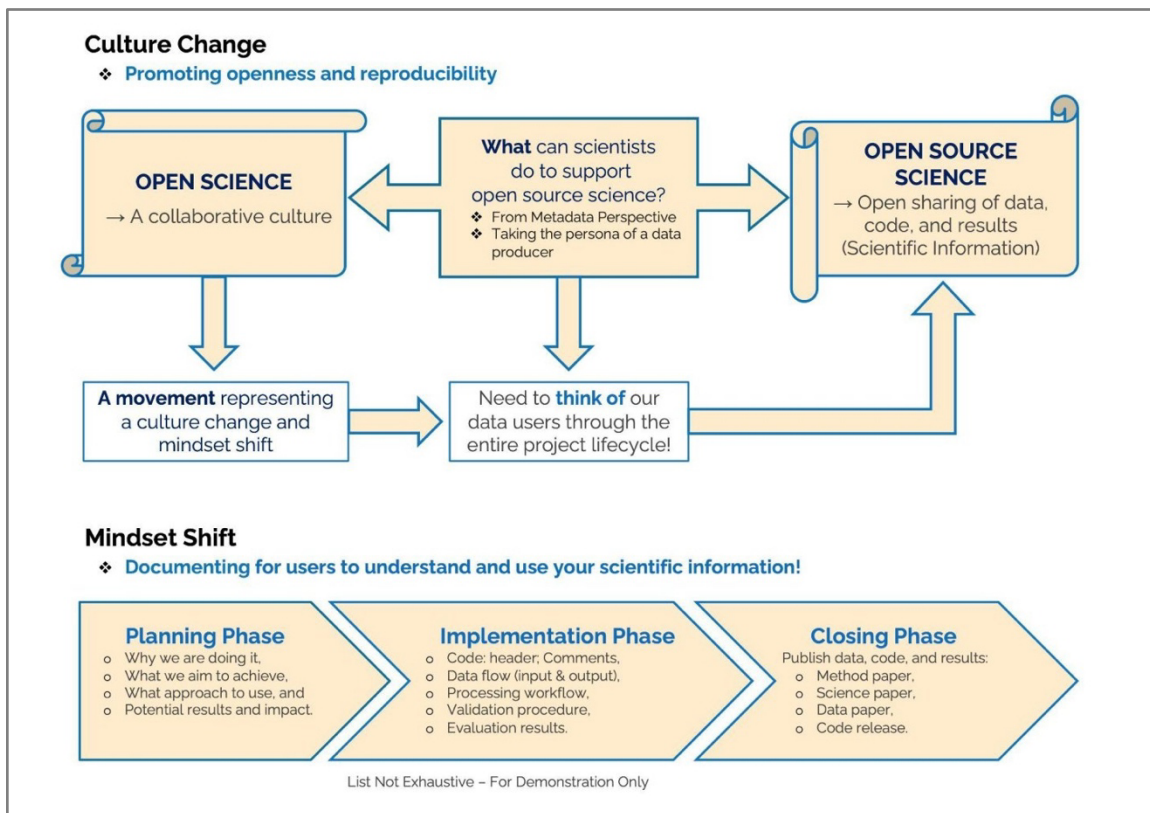 Culture Change
❖ Promoting openness and reproducibility
OPEN SCIENCE
→ A collaborative culture
What can scientists
do to support
open source science?
❖ From Metadata Perspective
❖ Taking the persona of a data
producer
OPEN SOURCE
SCIENCE
→ Open sharing of data,
code, and results
(Scientific Information)
A movement representing
a culture change and
mindset shift
Need to think of our
data users through the
entire project lifecycle!
Mindset Shift
❖ Documenting for users to understand and use your scientific information!
Planning Phase
o Why we are doing it,
o What we aim to achieve,
o What approach to use, and
o Potential results and impact.
Implementation Phase
o Code: header; Comments,
o Data flow (input & output),
o Processing workflow,
o Validation procedure,
o Evaluation results.
Closing Phase
Publish data, code, and results:
o Method paper,
o Science paper,
o Data paper,
o Code release.
List Not Exhaustive – For Demonstration Only